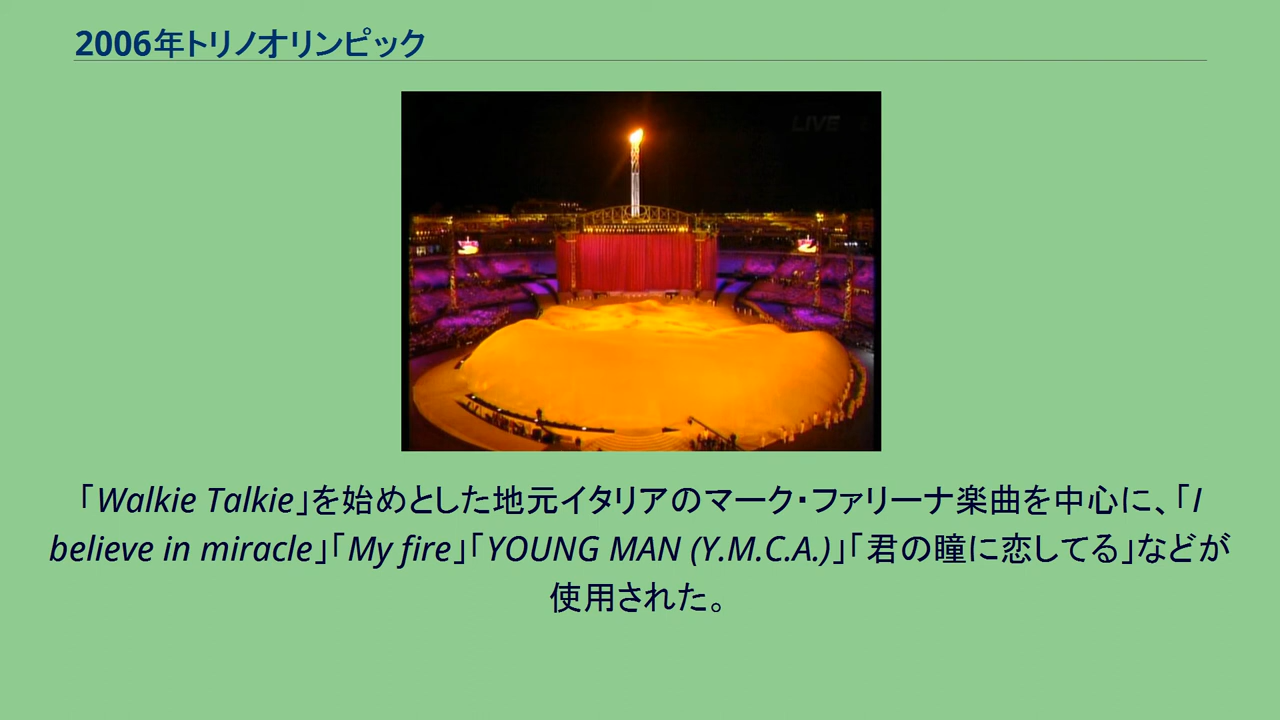 2006年トリノオリンピック
LIVE
「Walkie Talkie」を始めとした地元イタリアのマーク・ファリーナ楽曲を中心に、「I
believe in miracle」「My fire」「YOUNG MAN (Y.M.C.A.)」「君の瞳に恋してる」などが
使用された。